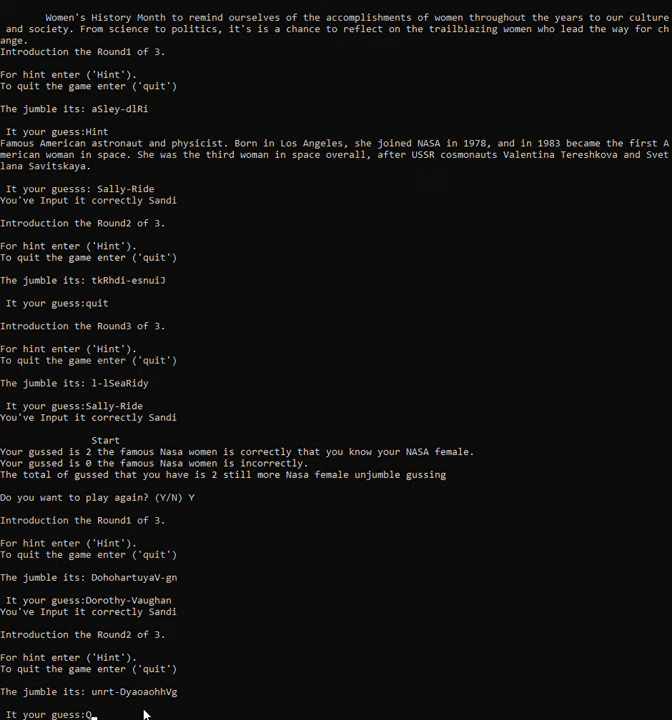 Women's History Month to remind ourselves of the accomplishments of women throughout the years to our culture
and society. From science to politics, it's is a chance to reflect on the trailblazing women who lead the way for ch
ange.
Introduction the Round1 of 3.
For hint enter ('Hint').
To quit the game enter ('quit')
The jumble its: aSley-dlRi
It your guess:Hint
Famous American astronaut and physicist. Born in Los Angeles, she joined NASA in 1978, and in 1983 became the first A
merican woman in space. She was the third woman in space overall, after USSR cosmonauts Valentina Tereshkova and Svet
lana Savitskaya.
It your guesss: Sally-Ride
You've Input it correctly Sandi
Introduction the Round2 of 3.
For hint enter ('Hint').
To quit the game enter ('quit')
The jumble its: tkRhdi-esnuiJ
It your guess:quit
Introduction the Round3 of 3.
For hint enter ('Hint').
To quit the game enter ('quit')
The jumble its: l-lSeaRidy
It your guess:Sally-Ride
You've Input it correctly Sandi
Start
Your gussed is 2 the famous Nasa women is correctly that you know your NASA female.
Your gussed is 0 the famous Nasa women is incorrectly.
The total of gussed that you have is 2 still more Nasa female unjumble gussing
Do you want to play again? (Y/N) Y
Introduction the Round1 of 3.
For hint enter ('Hint').
To quit the game enter ('quit')
The jumble its: DohohartuyaV-gn
It your guess:Dorothy-Vaughan
You've Input it correctly Sandi
Introduction the Round2 of 3.
For hint enter ('Hint').
To quit the game enter ('quit')
The jumble its: unrt-DyaoaohhVg
It your guess:Q